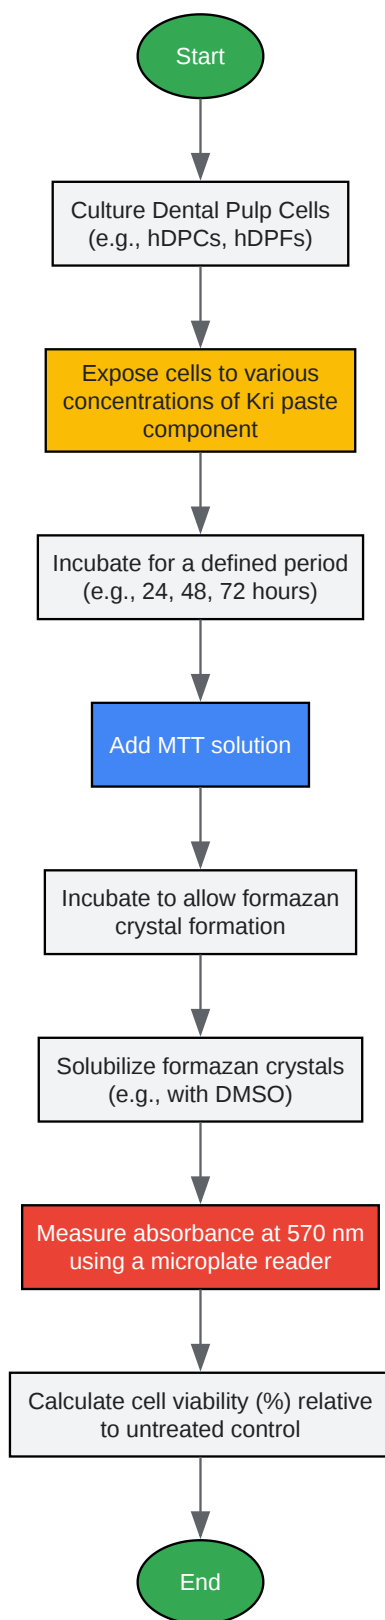 Start
Culture Dental Pulp Cells
(e.g., hDPCs, hDPFs)
Expose cells to various
concentrations of Kri paste
component
Incubate for a defined period
(e.g., 24, 48, 72 hours)
Add MTT solution
Incubate to allow formazan
crystal formation
Solubilize formazan crystals
(e.g., with DMSO)
Measure absorbance at 570 nm
using a microplate reader
Calculate cell viability (%) relative
to untreated control
End